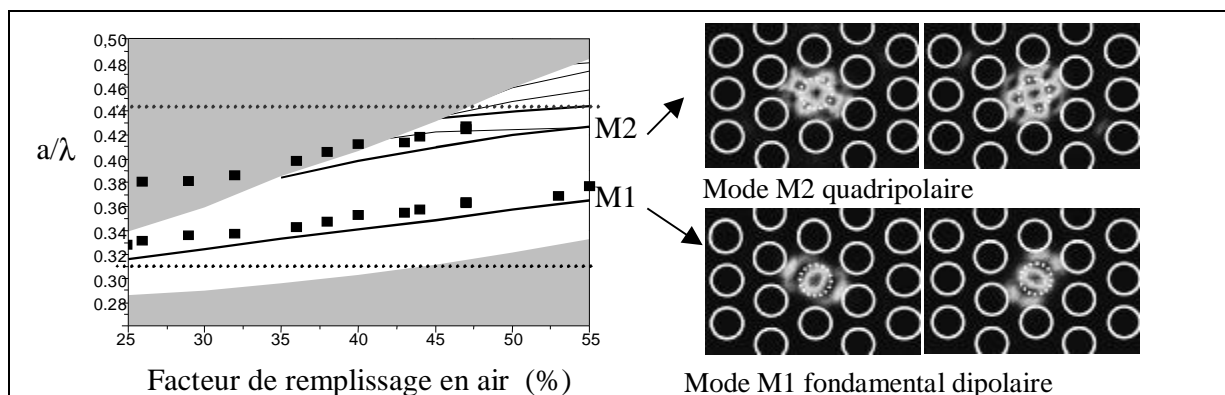 0,50
0.48
0.46
0.44
0.42
0.40
0.38
0.36
0.34
0.32
0.30
0.28
a/λ
25 30 35 40 45 50 55
Facteur de remplissage en air (%)
M2
M1
Mode M2 quadripolaire
Mode M1 fondamental dipolaire